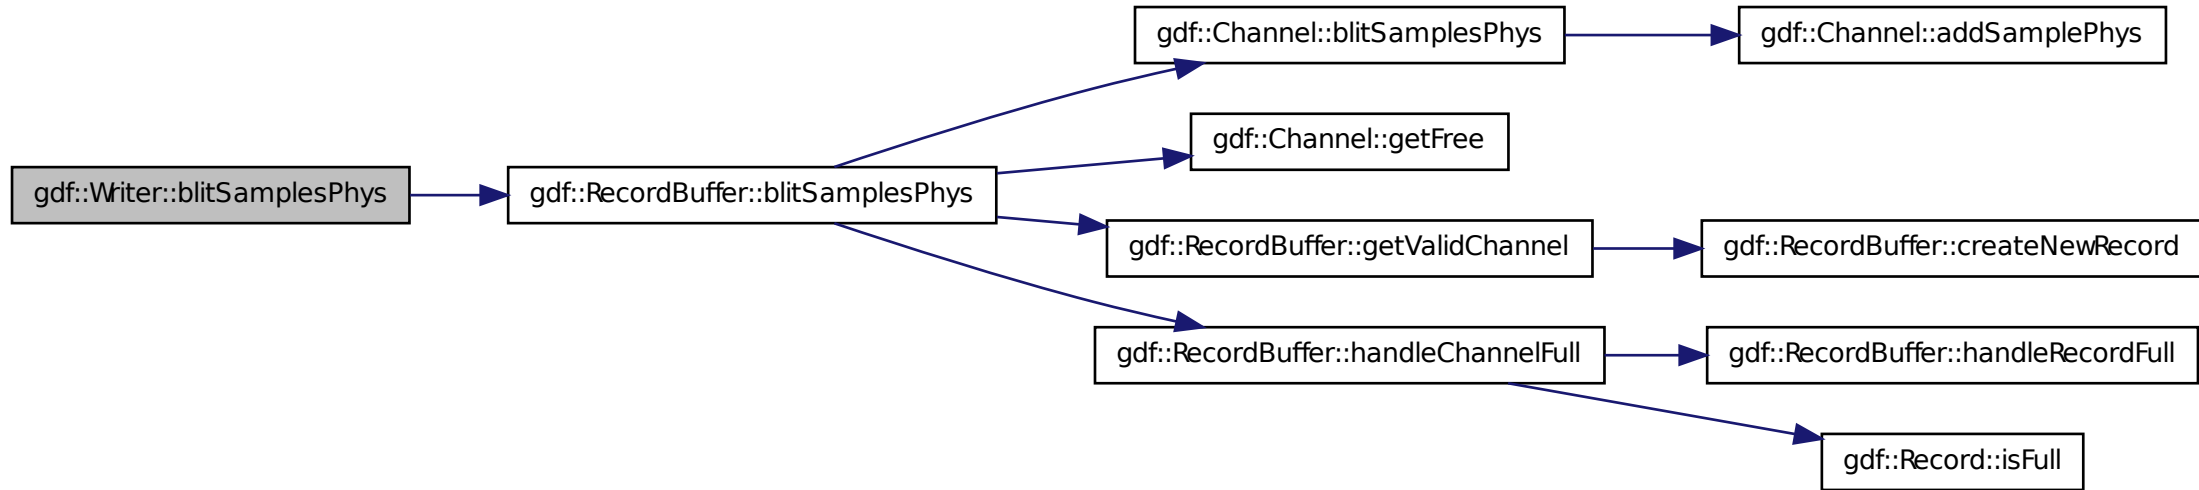 gdf::Writer::blitSamplesPhys
gdf::RecordBuffer::blitSamplesPhys
gdf::Channel::blitSamplesPhys
gdf::Channel::addSamplePhys
gdf::Channel::getFree
gdf::RecordBuffer::getValidChannel
gdf::RecordBuffer::createNewRecord
gdf::RecordBuffer::handleChannelFull
gdf::RecordBuffer::handleRecordFull
gdf::Record::isFull